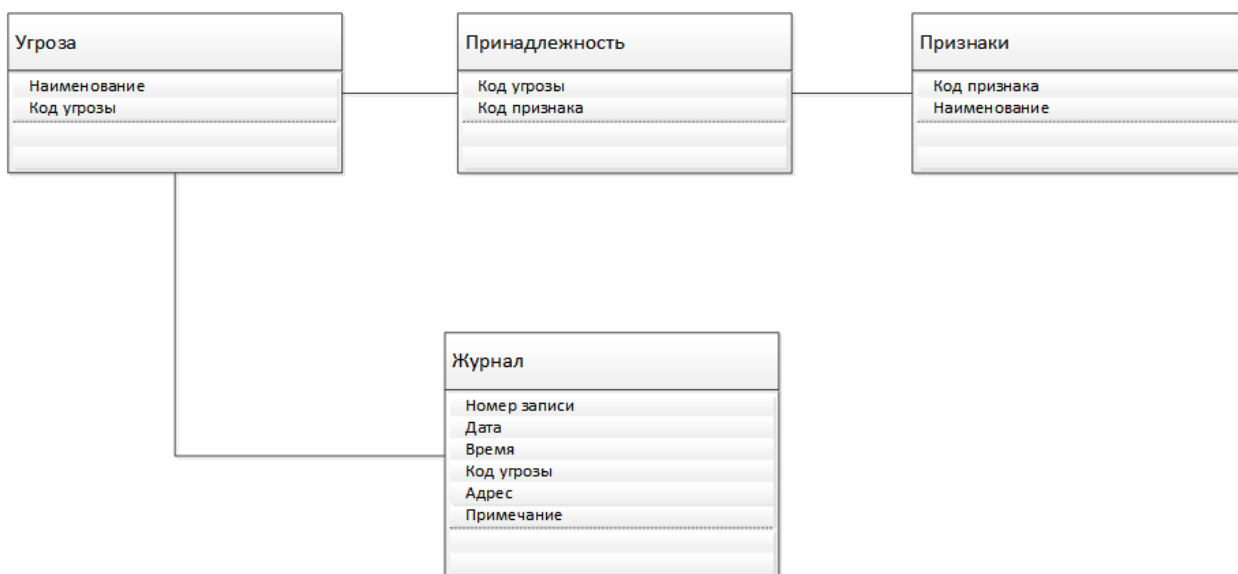 Угроза
Наименование
Код угрозы
Принадлежность
Код угрозы
Код признака
Признаки
Код признака
Наименование
Журнал
Номер записи
Дата
Время
Код угрозы
Адрес
Примечание